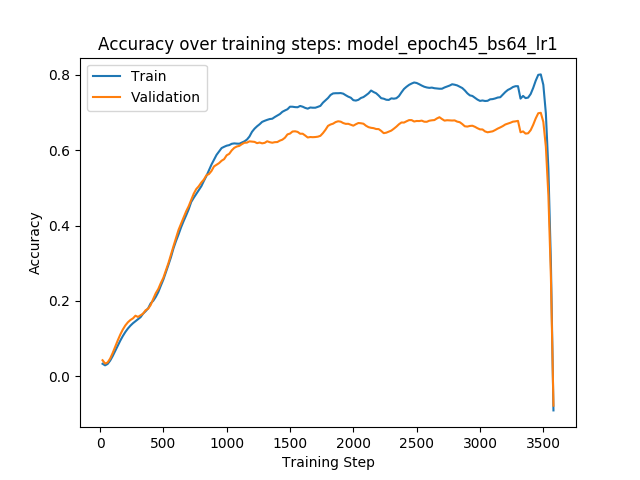 Accuracy over training steps: model_epoch45_bs64_lr1
Train
Validation
0.8
0.6
0.4
0.2
0.0
Accuracy
0
500
1000
1500
2000
2500
3000
3500
Training Step